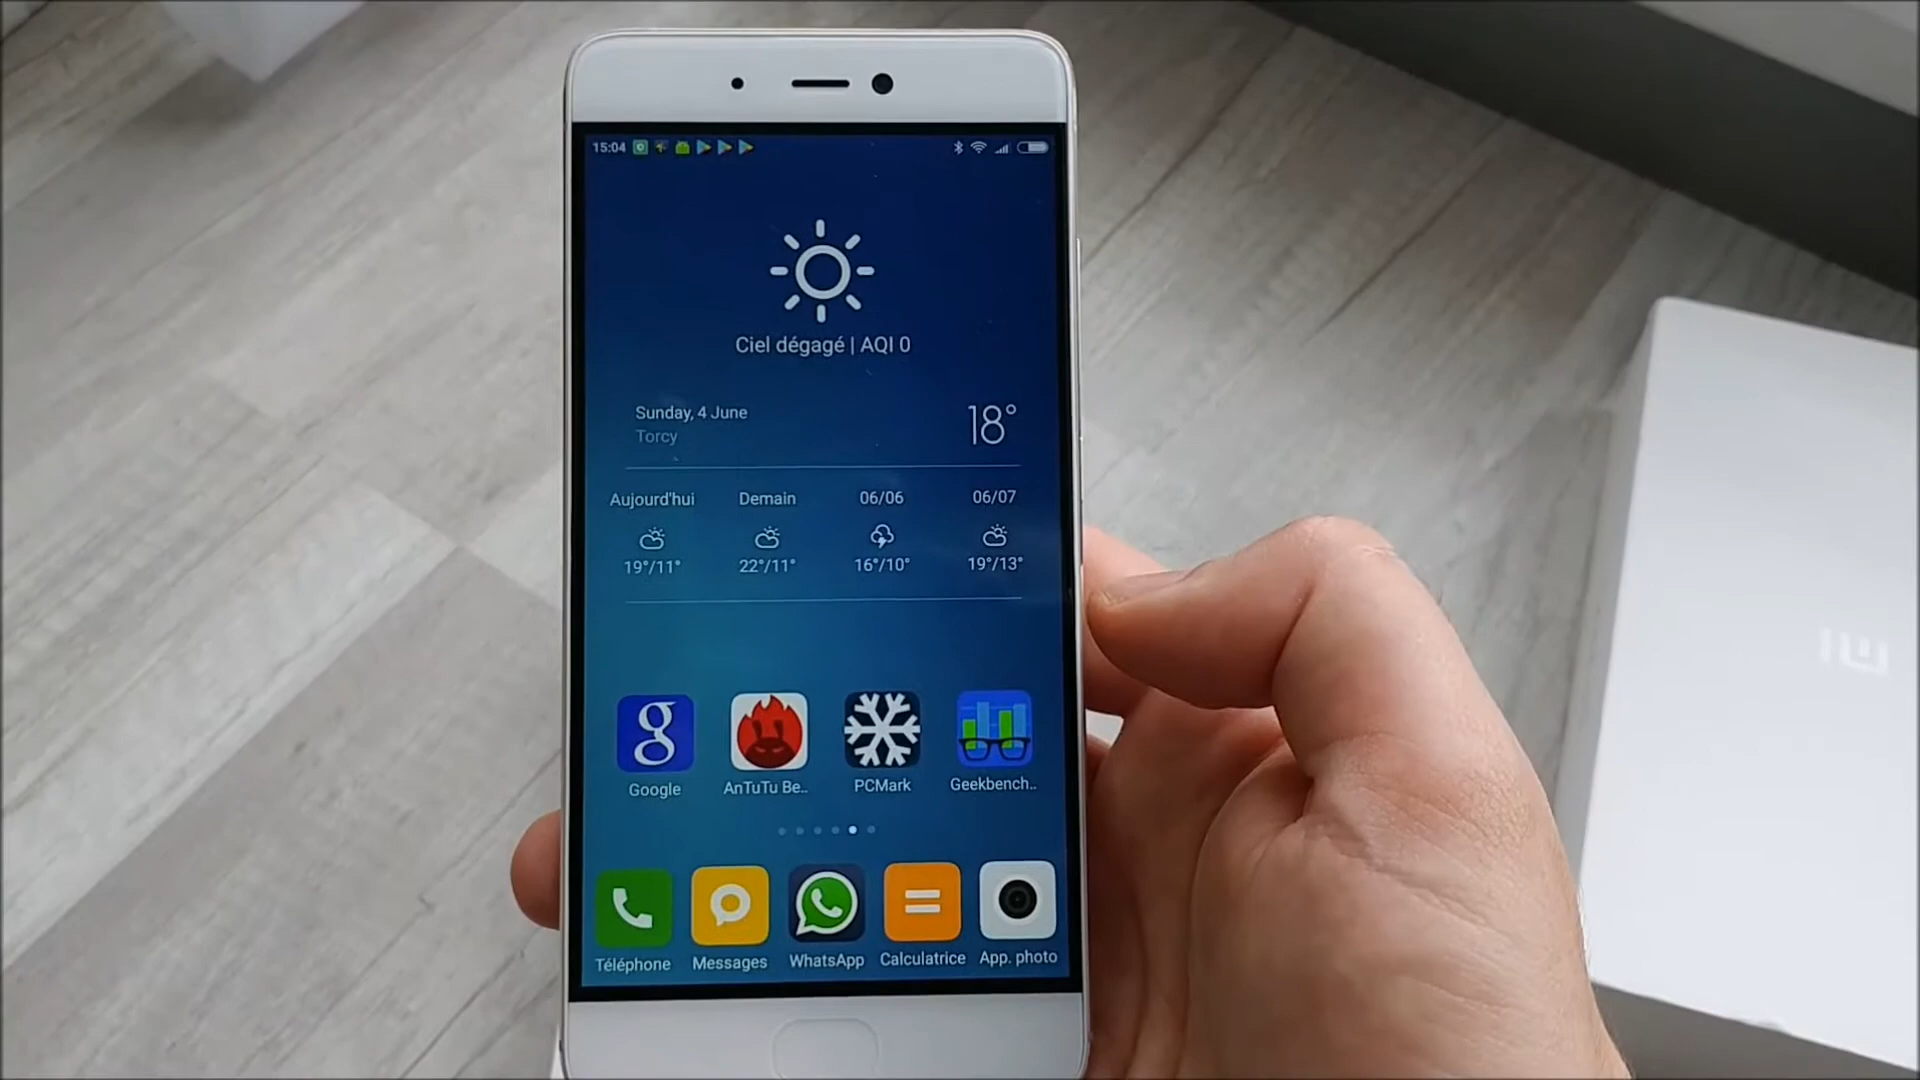 15:04
Ciel dégagé | AQI 0
Sunday, 4 June
18°
Torcy
Aujourd'hui Demain 06/06 06/07
19°/11° 22°/11° 16°/10° 19°/13°
Google AnTuTu Be.. PCMark Geekbench..
Téléphone Messages WhatsApp Calculatrice App. photo